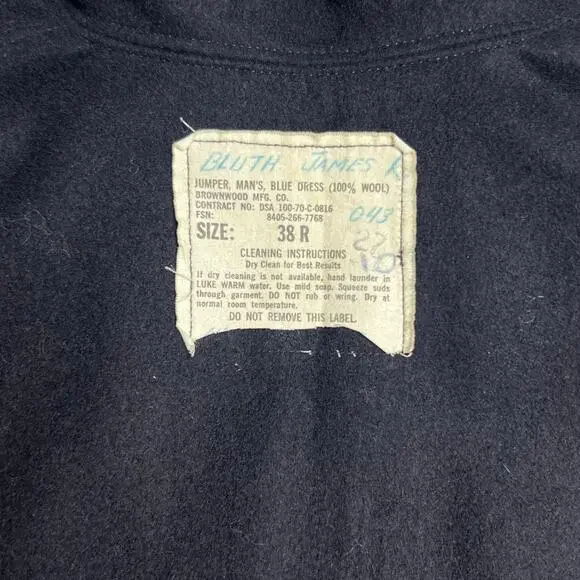 BLUTH JAMES R
JUMPER, MAN'S, BLUE DRESS (100% WOOL)
BROWNWOOD MFG. CO.
CONTRACT NO: DSA 100-70-C-0816
FSN: 8405-266-7768 043
SIZE: 38 R
CLEANING INSTRUCTIONS
Dry Clean for Best Results
If dry cleaning is not available, hand launder in
LUKE WARM water. Use mild soap. Squeeze suds
through garment. DO NOT rub or wring. Dry at
normal room temperature.
DO NOT REMOVE THIS LABEL.